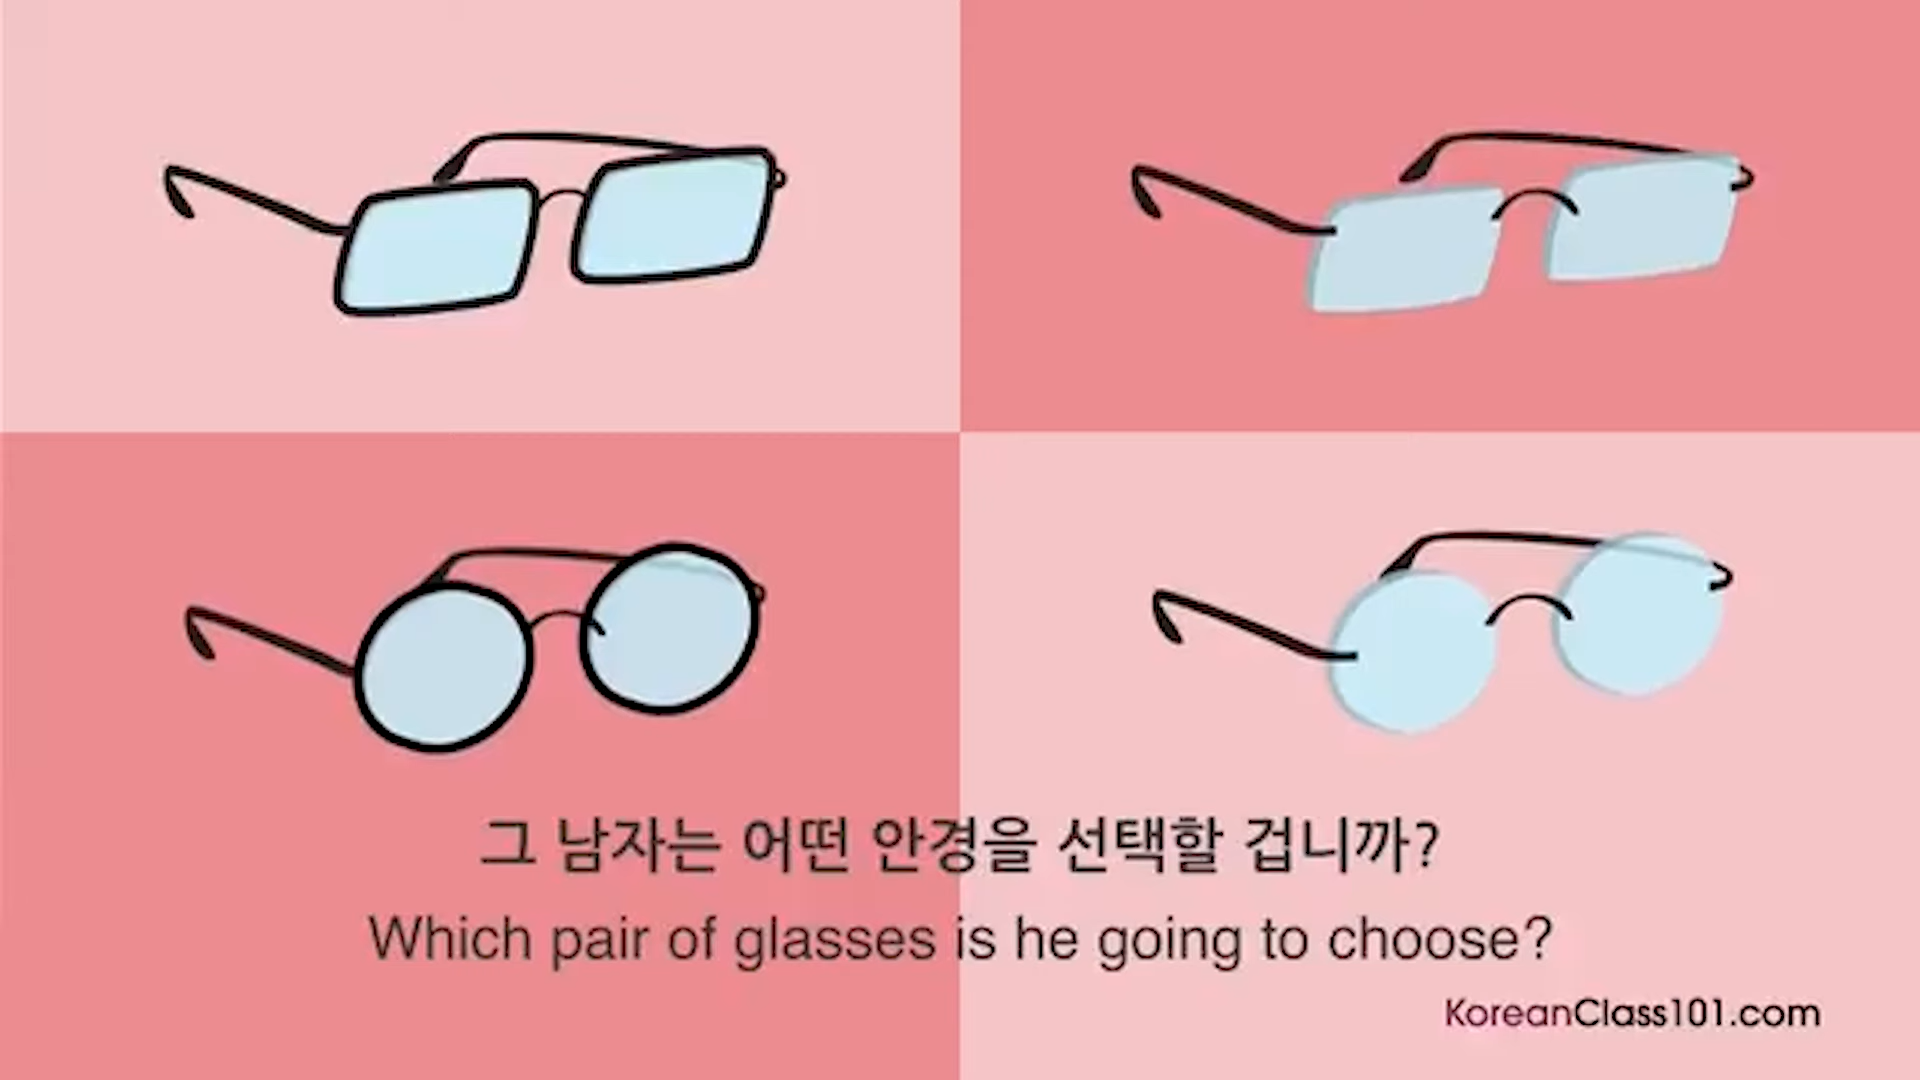 그 남자는 어떤 안경을 선택할 겁니까?
Which pair of glasses is he going to choose?
KoreanClass101.com